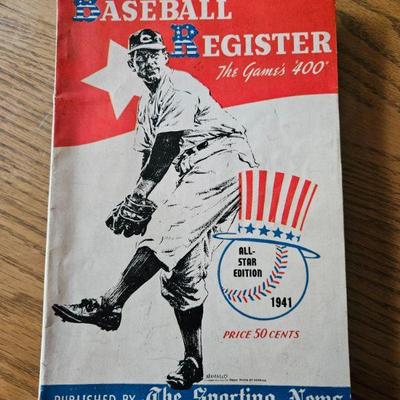 BASEBALL
REGISTER
The Game's '400'
C
ALL-
STAR
EDITION
1941
PRICE 50 CENTS
PUBLISHED BY The Sporting News